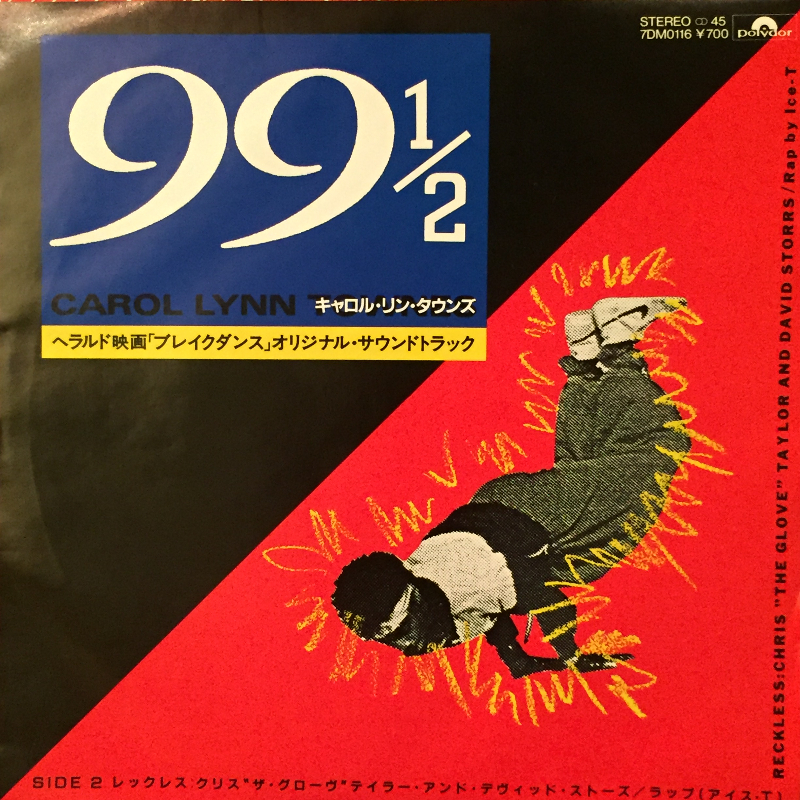 STEREO ㏄ 45
7DM0116 ¥700
polydor
99 1/2
CAROL LYNN
キャロル・リン・タウンズ
ヘラルド映画「ブレイクダンス」オリジナル・サウンドトラック
RECKLESS:CHRIS "THE GLOVE" TAYLOR AND DAVID STORRS/Rap by Ice-T
SIDE 2 レックレス:クリス"ザ・グローヴ"テイラー・アンド・デヴィッド・ストーズ/ラップ(アイス・T)